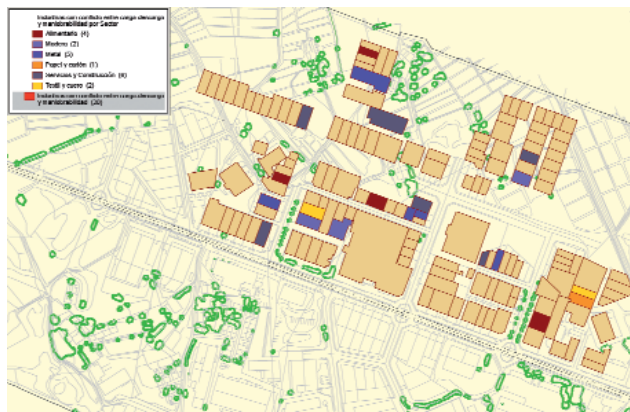 Industrias con conflicto entre carga-descarga
y maniobrabilidad por Sector
Alimentario (4)
Madera (2)
Metal (5)
Papel y cartón (1)
Servicios y Construcción (6)
Textil y cuero (2)
Industrias con conflicto entre carga-descarga
y maniobrabilidad (20)